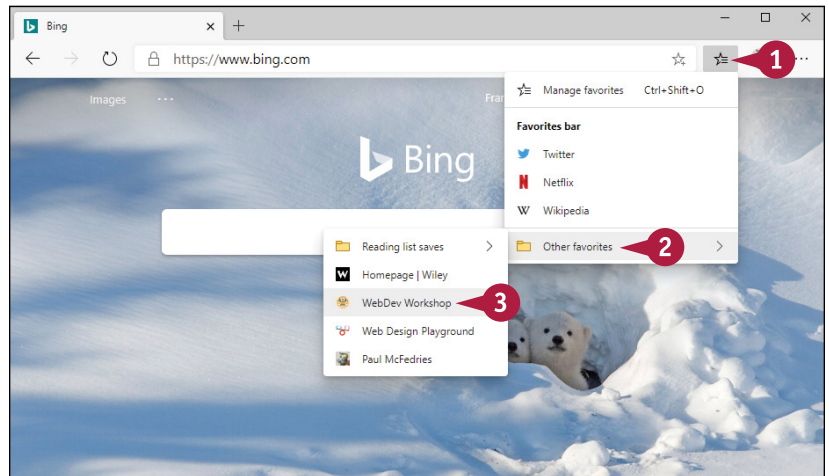 Bing
https://www.bing.com
1
Images ...
Fra
Manage favorites Ctrl+Shift+O
Favorites bar
Twitter
Netflix
Wikipedia
Other favorites
2
Bing
Reading list saves
Homepage | Wiley
WebDev Workshop
3
Web Design Playground
Paul McFedries